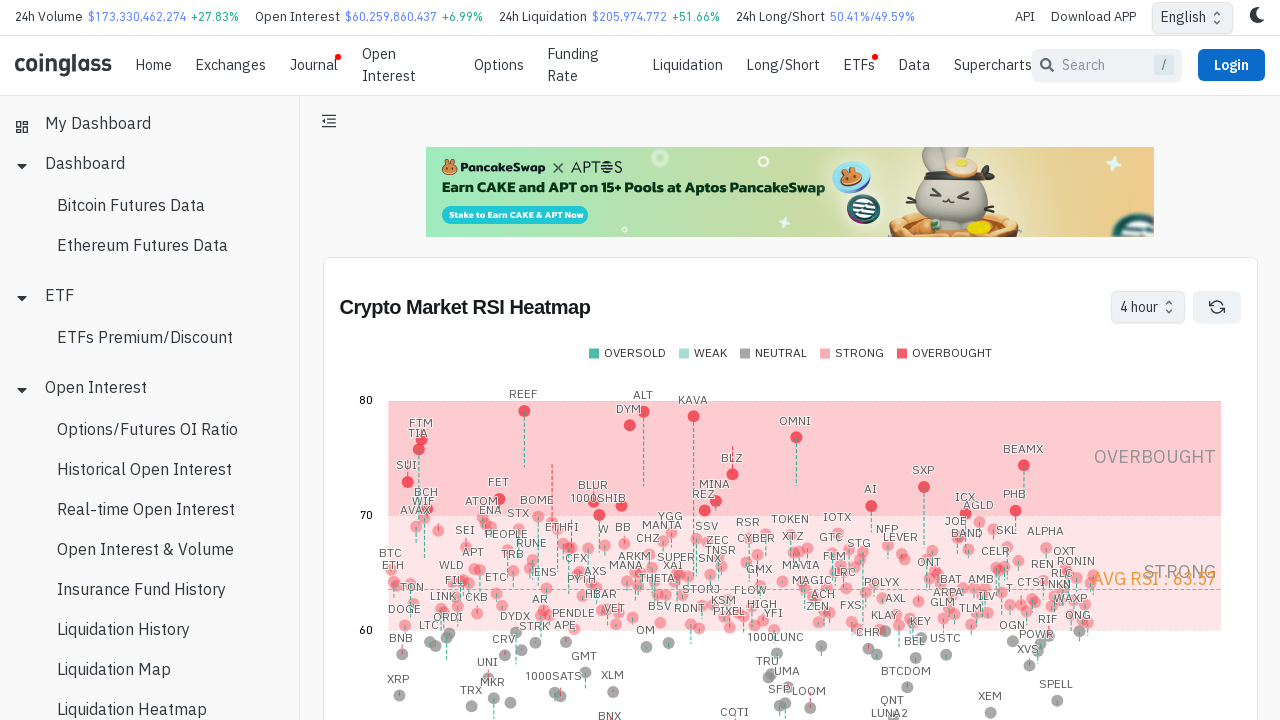 24h Volume $173,330,462,274 +27.83% Open Interest $60,259,860,437 +6.99% 24h Liquidation $205,974,772 +51.66% 24h Long/Short 50.41%/49.59% API Download APP English
coinglass Home Exchanges Journal Open Interest Options Funding Rate Liquidation Long/Short ETFs Data Supercharts Search / Login
My Dashboard
Dashboard
Bitcoin Futures Data
Ethereum Futures Data
ETF
ETFs Premium/Discount
Open Interest
Options/Futures OI Ratio
Historical Open Interest
Real-time Open Interest
Open Interest & Volume
Insurance Fund History
Liquidation History
Liquidation Map
Liquidation Heatmap
PancakeSwap X APTOS
Earn CAKE and APT on 15+ Pools at Aptos PancakeSwap
Stake to Earn CAKE & APT Now
Crypto Market RSI Heatmap
4 hour
OVERSOLD WEAK NEUTRAL STRONG OVERBOUGHT
80
70
60
OVERBOUGHT
STRONG
AVG RSI : 63.57
REEF ALT KAVA
DYM
FTM OMNI
TIA
SUI BLZ BEAMX
FET SXP
BCH BLUR MINA AI
WIF ATOM BOME 1000SHIB REZ ICX PHB
AVAX ENA STX YGG TOKEN IOTX AGLD
SEI PEOPLE ETHFI W BB MANTA SSV RSR NFP JOE SKL ALPHA
RUNE CHZ ZEC CYBER XTZ GTC STG LEVER BAND
BTC APT TRB CFX ARKM SUPER SNX TNSR FLM CELR OXT
ETH WLD ENS AXS MANA XAI GMX MAVIA LRC ONT REN RONIN
TON FIL ETC PYTH THETA STORJ FLOW MAGIC POLYX BAT AMB CTSI NKN RLC
LINK CKB AR HBAR KSM HIGH ACH AXL ARPA ILV T WAXP
DOGE ORDI DYDX PENDLE VET BSV RDNT PIXEL YFI ZEN FXS KLAY GLM TLM ONG
LTC STRK APE KEY OGN RIF
BNB CRV OM 1000LUNC CHR BEL USTC POWR
UNI GMT TRU XVS
XRP MKR 1000SATS XLM UMA BTCDOM SPELL
TRX SFP LOOM QNT XEM
BNX COTI LUNA2